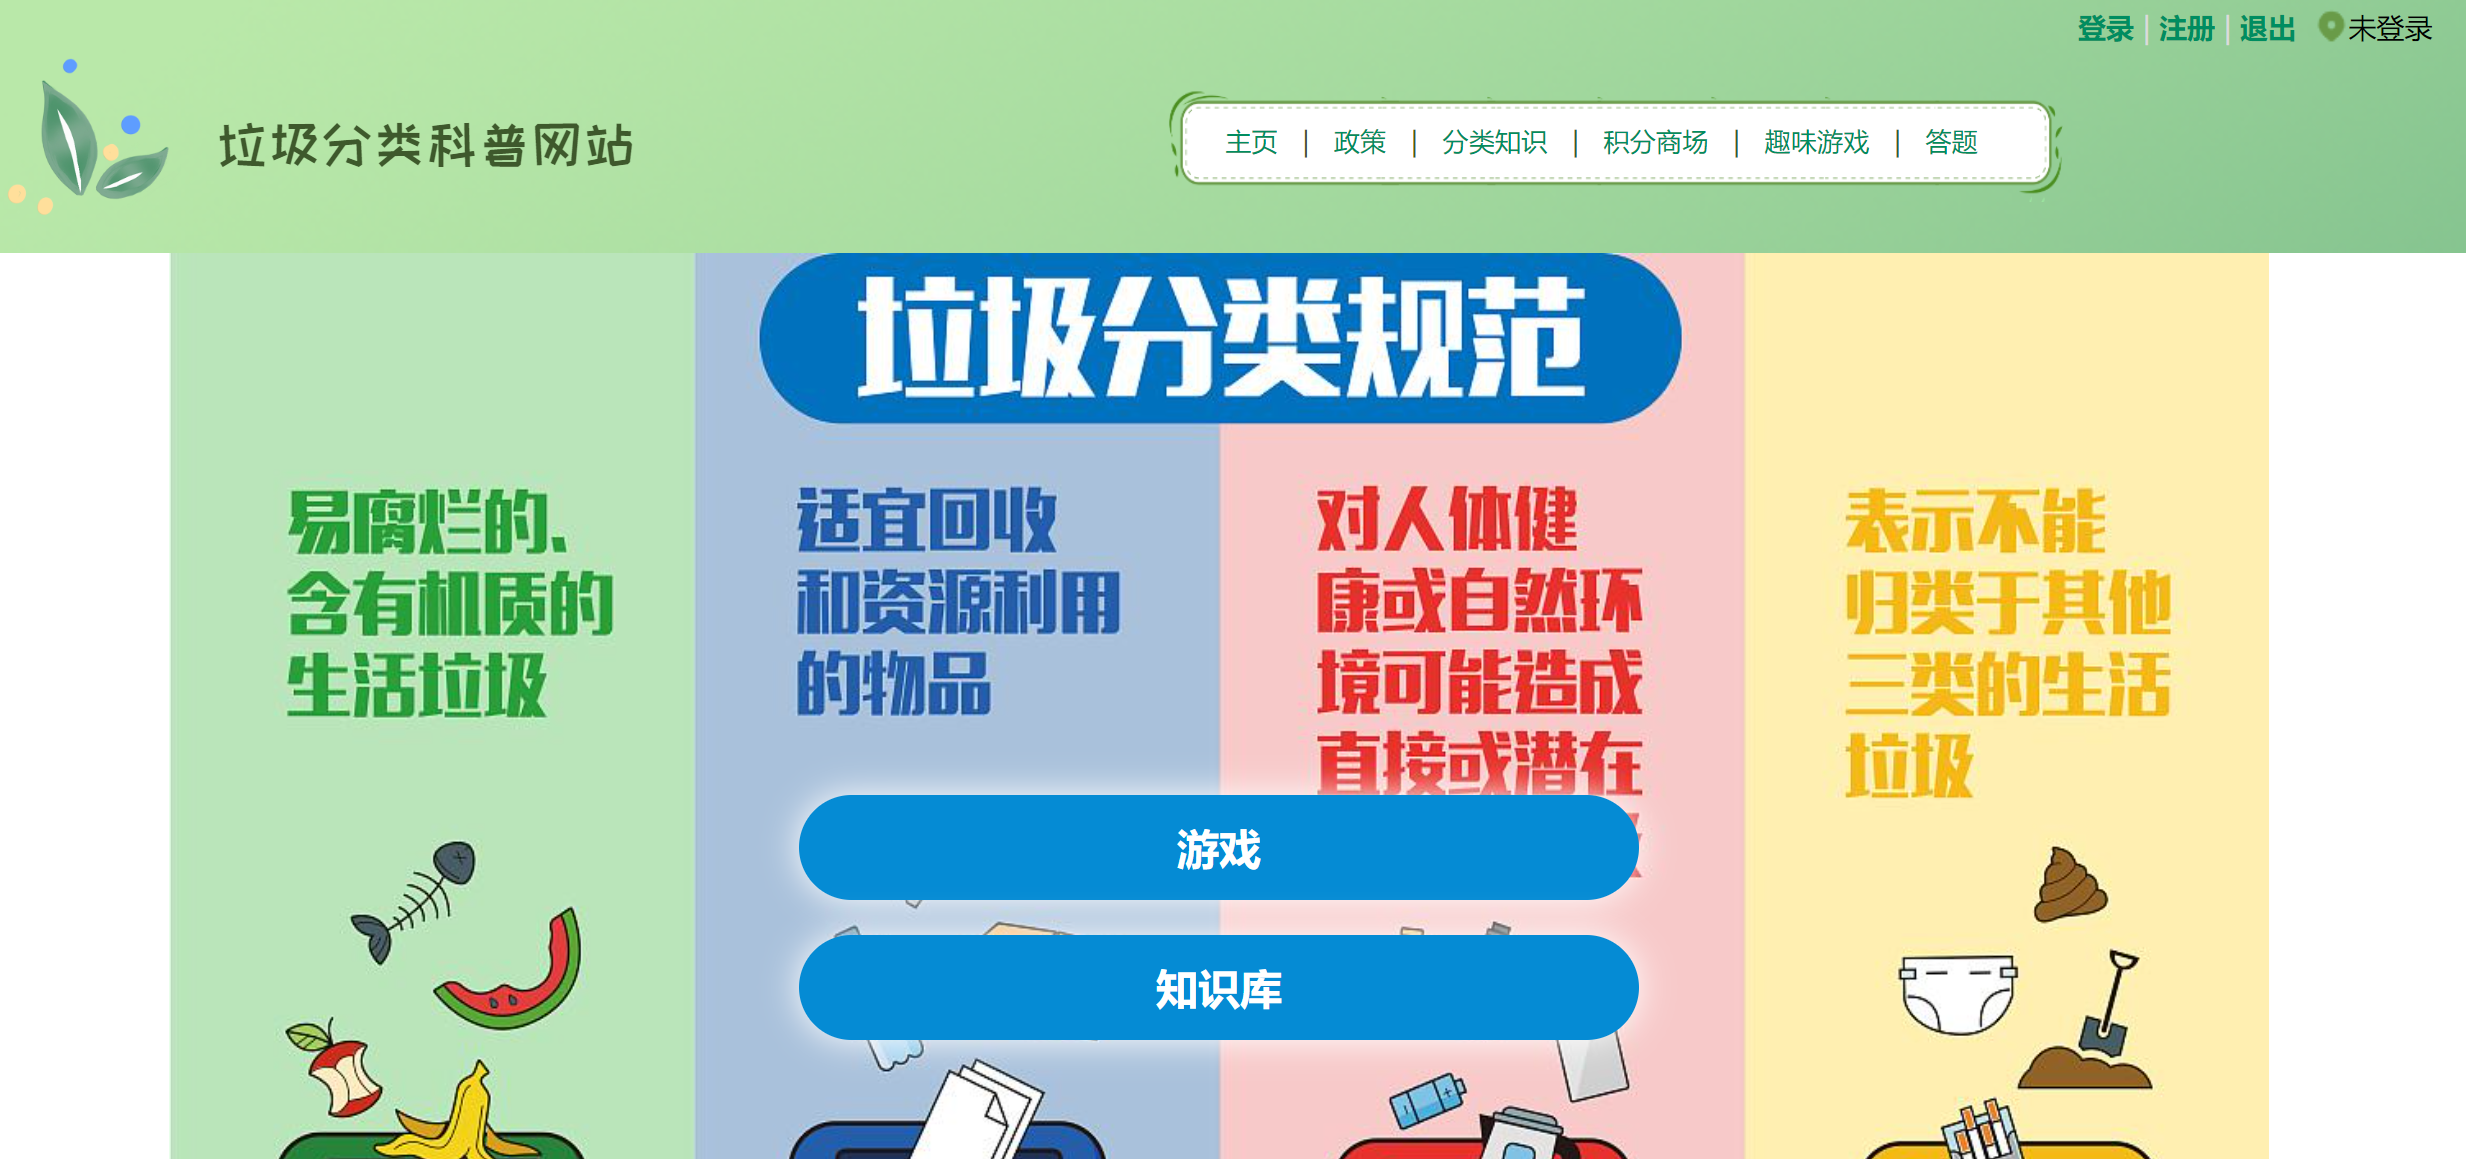 登录 | 注册 | 退出 未登录
垃圾分类科普网站
主页 | 政策 | 分类知识 | 积分商场 | 趣味游戏 | 答题
垃圾分类规范
易腐烂的、
含有机质的
生活垃圾
适宜回收
和资源利用
的物品
对人体健
康或自然环
境可能造成
直接或潜在
表示不能
归类于其他
三类的生活
垃圾
游戏
知识库